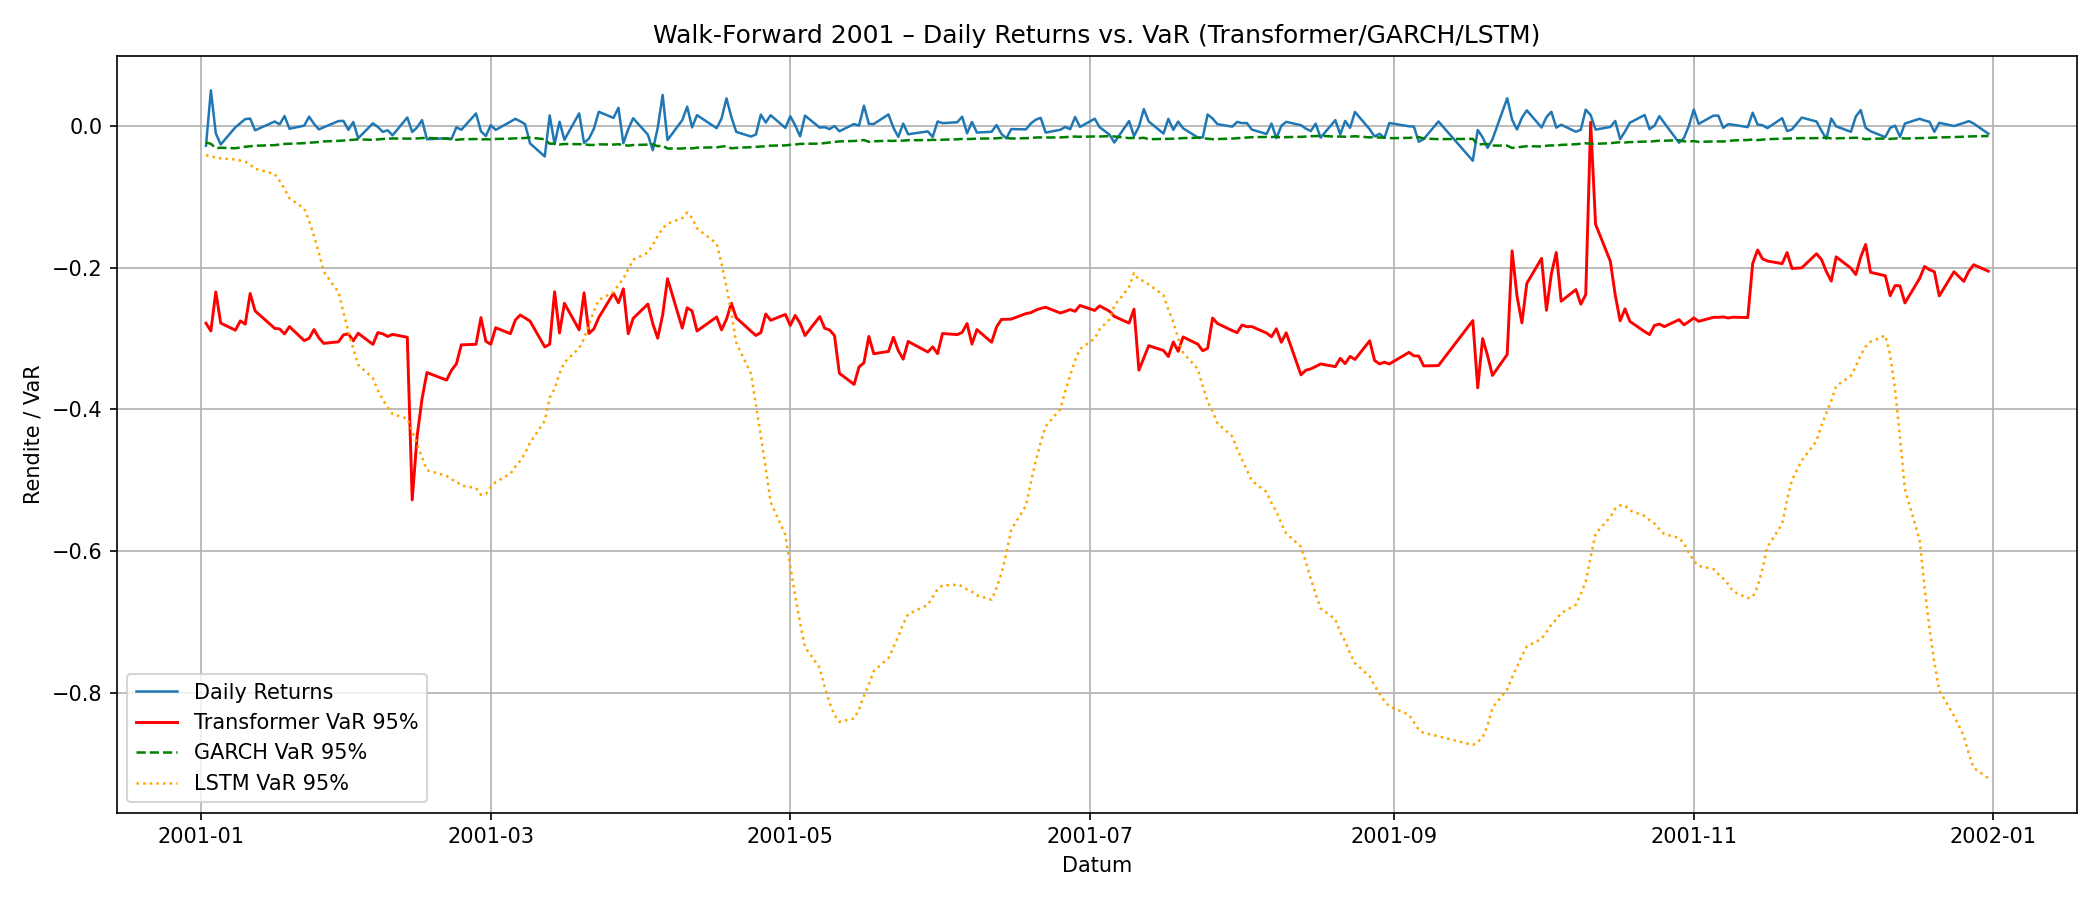 Walk-Forward 2001 – Daily Returns vs. VaR (Transformer/GARCH/LSTM)
Rendite / VaR
0.0
−0.2
−0.4
−0.6
−0.8
Daily Returns
Transformer VaR 95%
GARCH VaR 95%
LSTM VaR 95%
2001-01 2001-03 2001-05 2001-07 2001-09 2001-11 2002-01
Datum